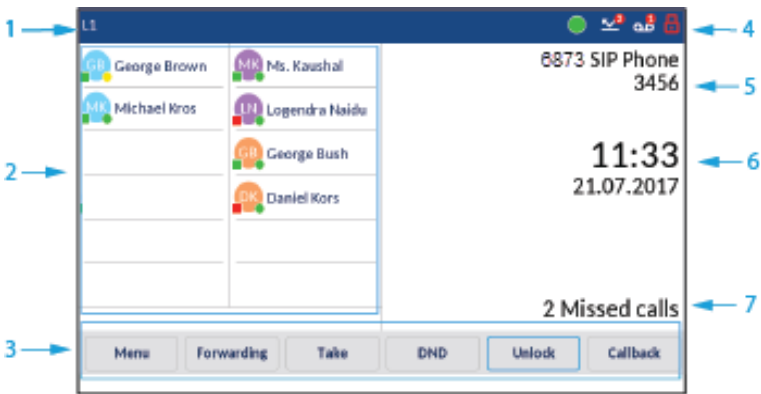 1
L1
4
GB George Brown
MK Ms. Kaushal
6873 SIP Phone
3456
5
MK Michael Kros
LN Logendra Naidu
GB George Bush
11:33
6
2
21.07.2017
DK Daniel Kors
2 Missed calls
7
3
Menu Forwarding Take DND Unlock Callback